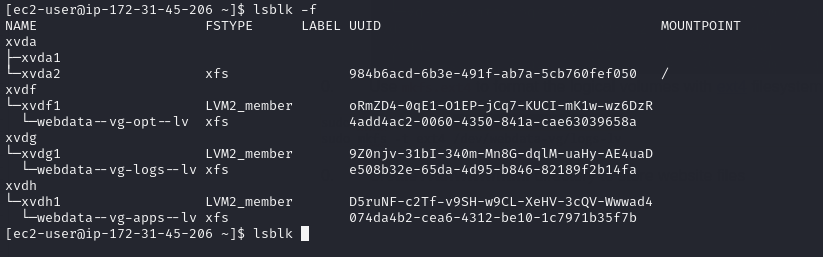 [ec2-user@ip-172-31-45-206 ~]$ lsblk -f
NAME                     FSTYPE      LABEL UUID                                   MOUNTPOINT
xvda
├─xvda1
└─xvda2                  xfs               984b6acd-6b3e-491f-ab7a-5cb760fef050   /
xvdf
└─xvdf1                  LVM2_member       oRmZD4-0qE1-O1EP-jCq7-KUCI-mK1w-wz6DzR
  └─webdata--vg-opt--lv  xfs               4add4ac2-0060-4350-841a-cae63039658a
xvdg
└─xvdg1                  LVM2_member       9Z0njv-31bI-340m-Mn8G-dqlM-uaHy-AE4uaD
  └─webdata--vg-logs--lv xfs               e508b32e-65da-4d95-b846-82189f2b14fa
xvdh
└─xvdh1                  LVM2_member       D5ruNF-c2Tf-v9SH-w9CL-XeHV-3cQV-Wwwad4
  └─webdata--vg-apps--lv xfs               074da4b2-cea6-4312-be10-1c7971b35f7b
[ec2-user@ip-172-31-45-206 ~]$ lsblk